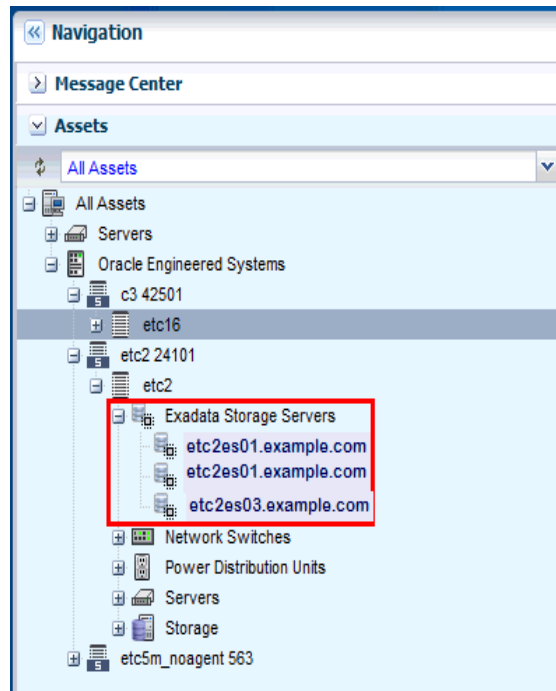 Navigation
Message Center
Assets
All Assets
All Assets
Servers
Oracle Engineered Systems
c3 42501
etc16
etc2 24101
etc2
Exadata Storage Servers
etc2es01.example.com
etc2es01.example.com
etc2es03.example.com
Network Switches
Power Distribution Units
Servers
Storage
etc5m_noagent 563